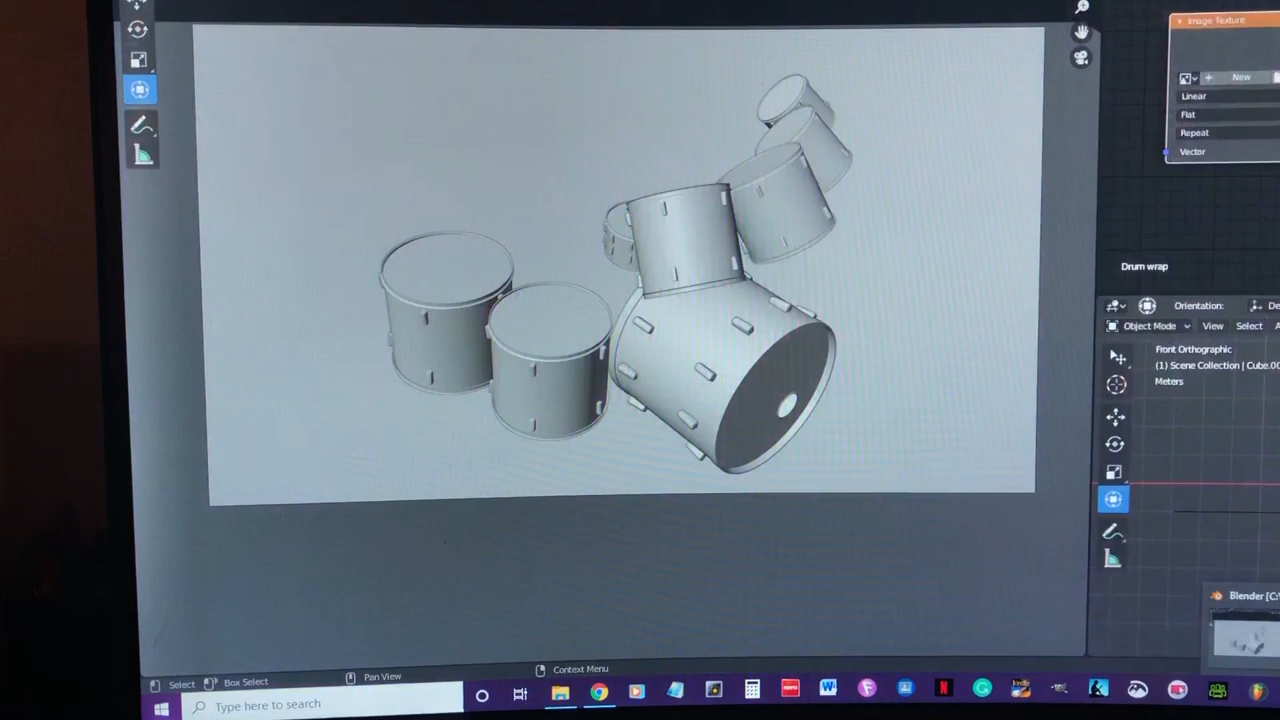 Image Texture
New
Linear
Flat
Repeat
Vector
Drum wrap
Orientation:
Object Mode
View
Select
Front Orthographic
(1) Scene Collection | Cube.00
Meters
Blender [C:\
Select
Box Select
Pan View
Context Menu
Type here to search